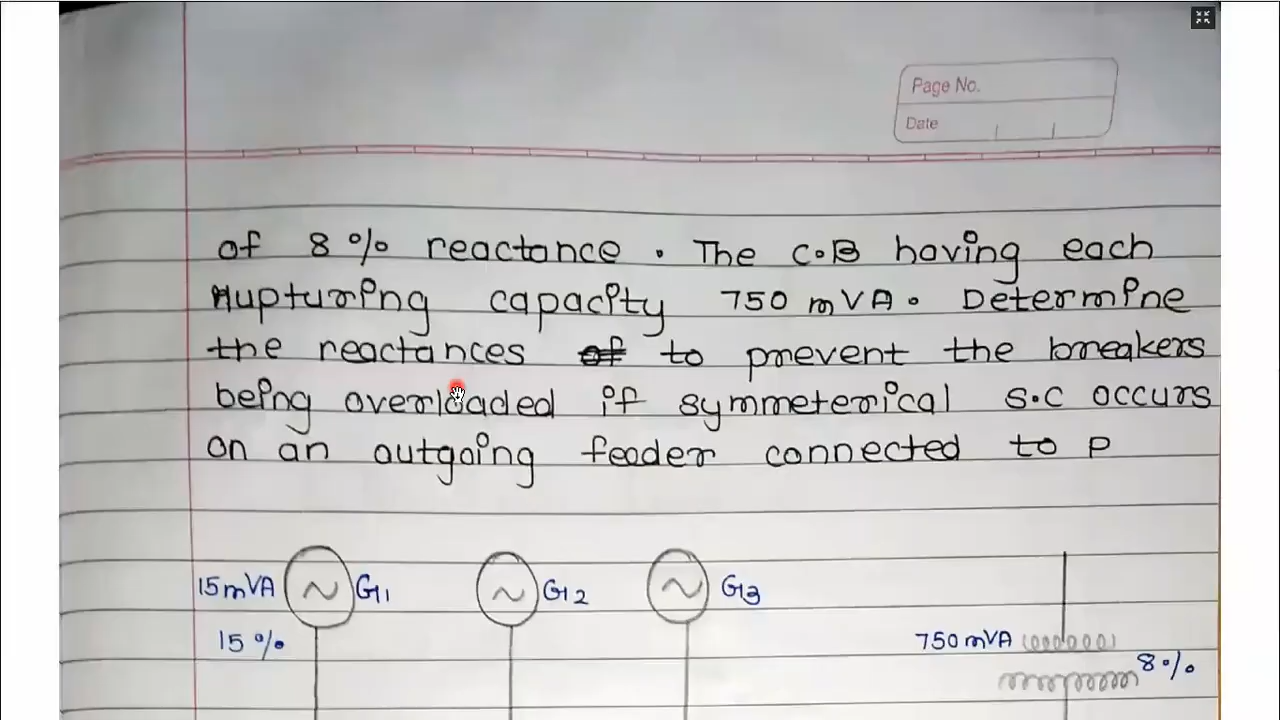 Page No.
Date
of 8% reactance. The C.B having each
rupturing capacity 750 mVA. Determine
the reactances of to prevent the breakers
being overloaded if symmeterical s.c occurs
on an outgoing feeder connected to P
15mVA G1 G2 G3
15%
750 mVA
8%